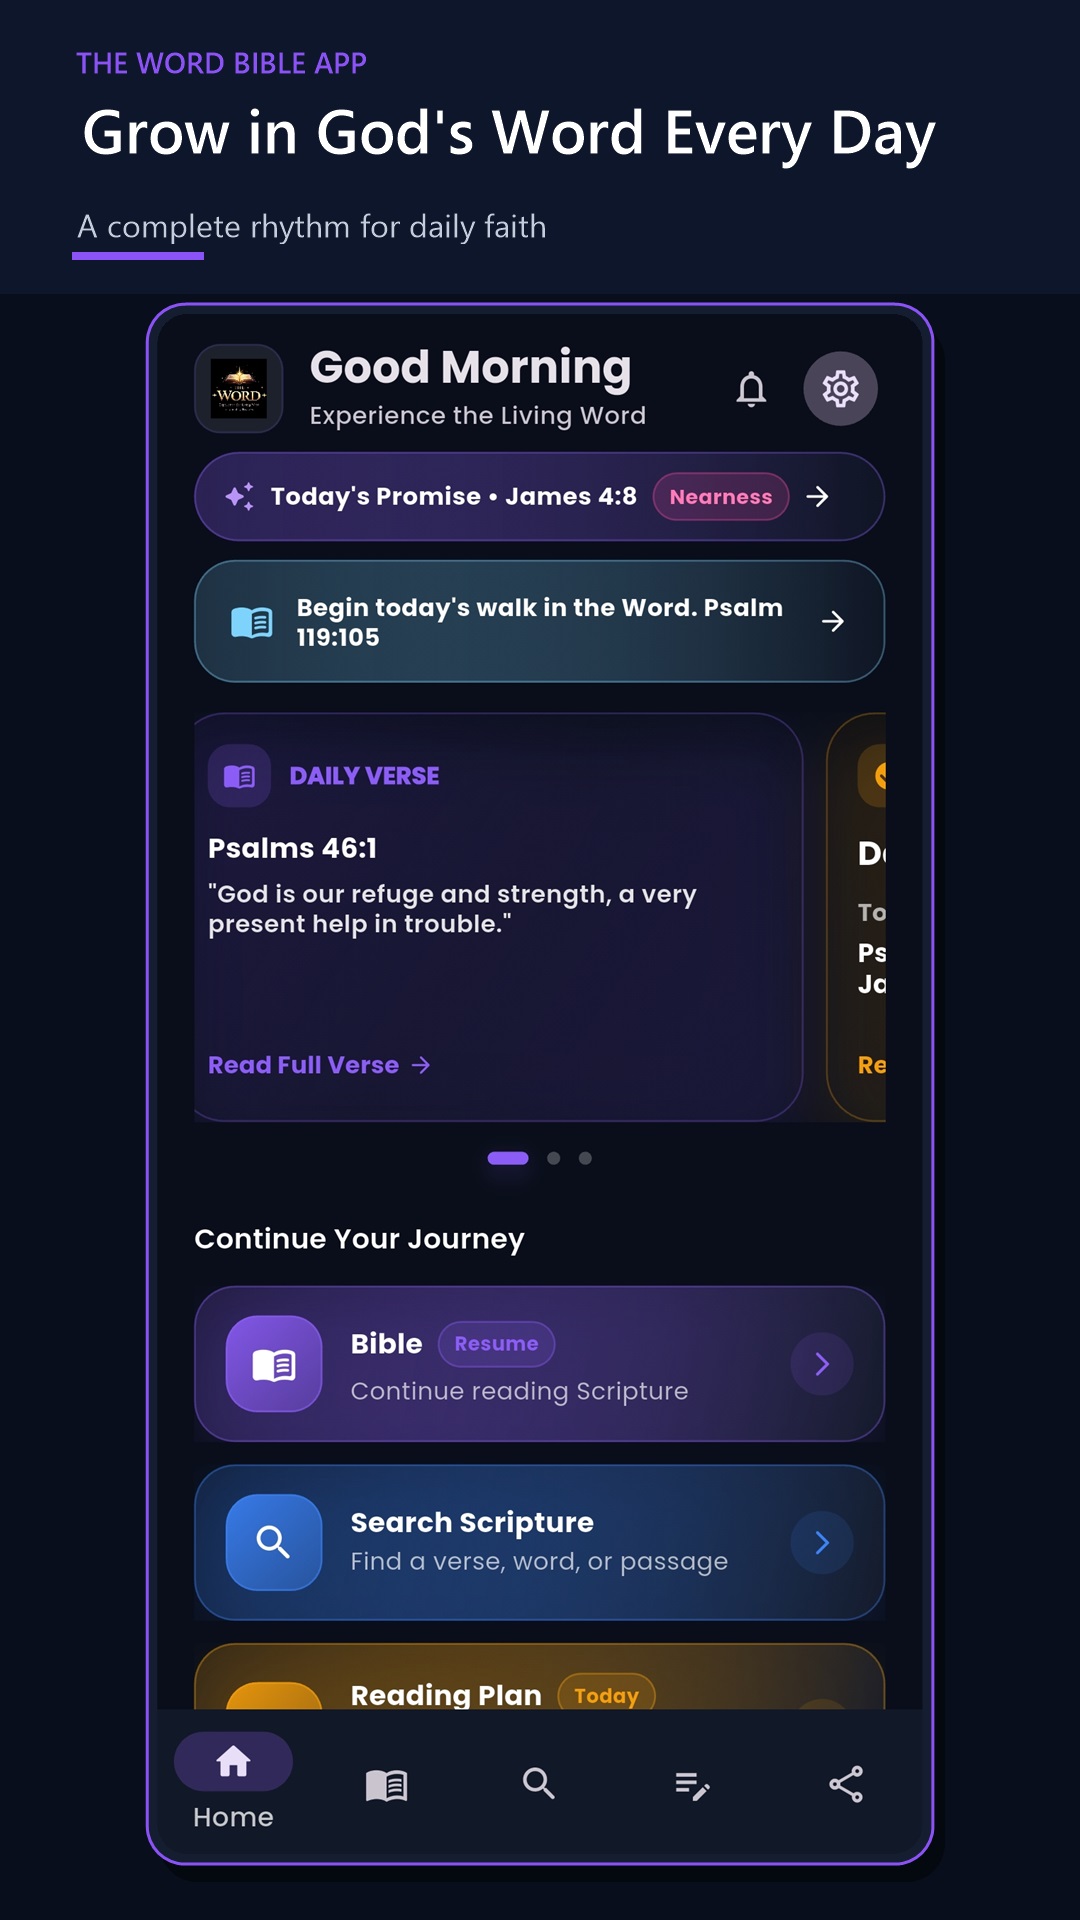 THE WORD BIBLE APP
Grow in God's Word Every Day
A complete rhythm for daily faith
THE
WORD
Good Morning
Experience the Living Word
Today's Promise • James 4:8 Nearness
Begin today's walk in the Word. Psalm
119:105
DAILY VERSE
Psalms 46:1
"God is our refuge and strength, a very
present help in trouble."
Read Full Verse
Continue Your Journey
Bible Resume
Continue reading Scripture
Search Scripture
Find a verse, word, or passage
Reading Plan Today
Home